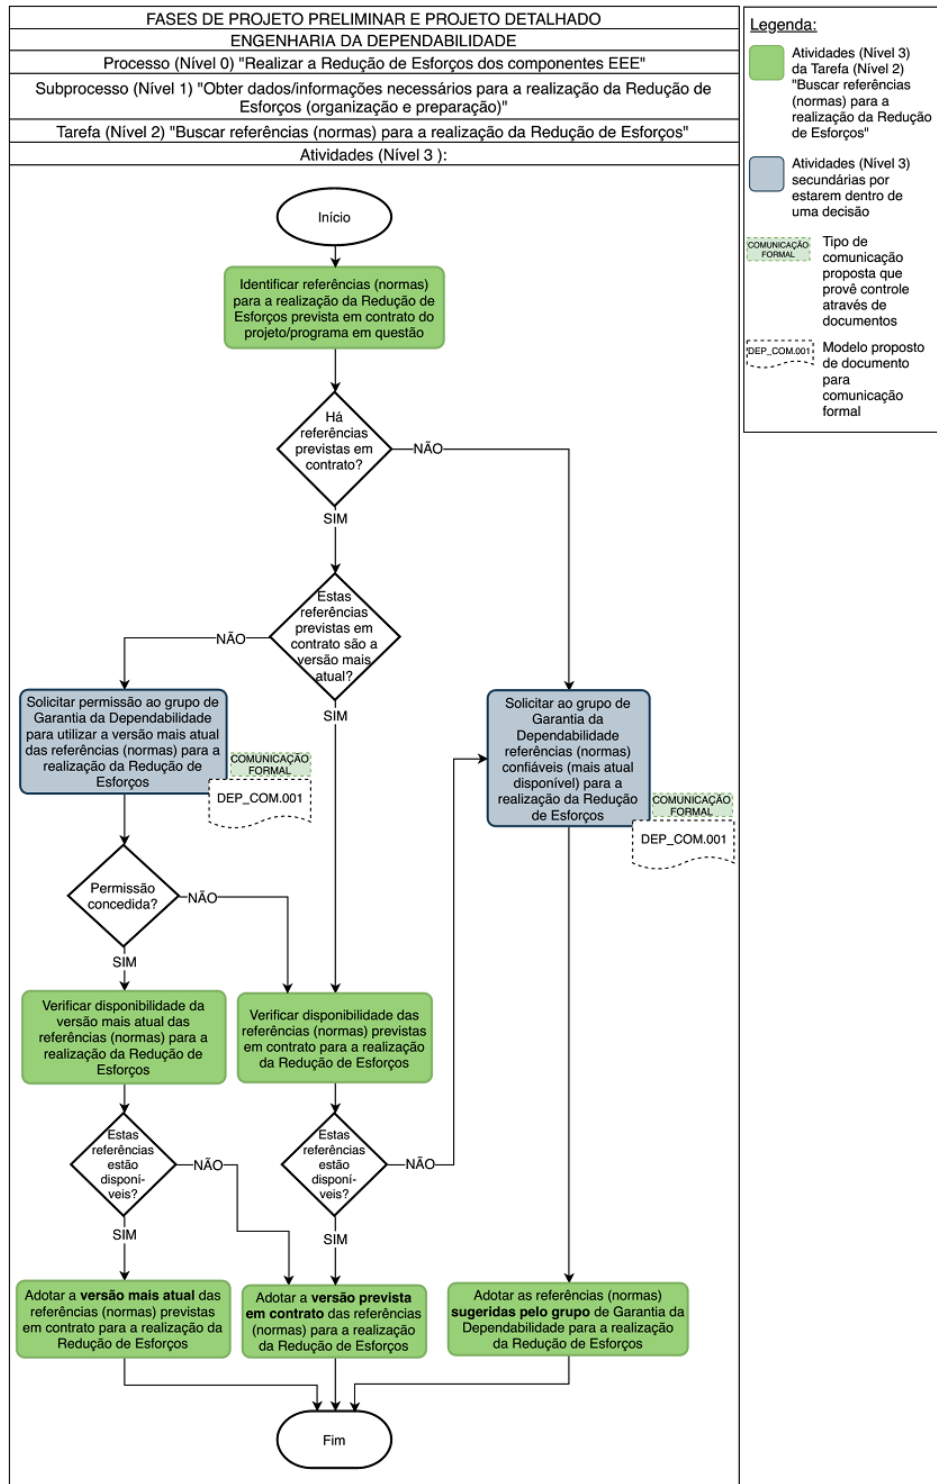 FASES DE PROJETO PRELIMINAR E PROJETO DETALHADO
ENGENHARIA DA DEPENDABILIDADE
Processo (Nível 0) "Realizar a Redução de Esforços dos componentes EEE"
Subprocesso (Nível 1) "Obter dados/informações necessários para a realização da Redução de
Esforços (organização e preparação)"
Tarefa (Nível 2) "Buscar referências (normas) para a realização da Redução de Esforços"
Atividades (Nível 3 ):
Início
Identificar referências (normas)
para a realização da Redução de
Esforços prevista em contrato do
projeto/programa em questão
Há
referências
previstas em
contrato?
NÃO
SIM
Estas
referências
previstas em
contrato são a
versão mais
atual?
NÃO
SIM
Solicitar permissão ao grupo de
Garantia da Dependabilidade
para utilizar a versão mais atual
das referências (normas) para a
a realização da Redução de
Esforços
COMUNICAÇÃO
FORMAL
DEP_COM.001
Solicitar ao grupo de
Garantia da
Dependabilidade
referências (normas)
confiáveis (mais atual
disponível) para a
realização da Redução
de Esforços
COMUNICAÇÃO
FORMAL
DEP_COM.001
Permissão
concedida?
NÃO
SIM
Verificar disponibilidade da
versão mais atual das
referências (normas) para a
realização da Redução de
Esforços
Verificar disponibilidade das
referências (normas) previstas
em contrato para a realização
da Redução de Esforços
Estas
referências
estão
disponí-
veis?
NÃO
SIM
Estas
referências
estão
disponí-
veis?
NÃO
SIM
Adotar a versão mais atual das
referências (normas) previstas
em contrato para a realização da
Redução de Esforços
Adotar a versão prevista
em contrato das referências
(normas) para a realização
da Redução de Esforços
Adotar as referências (normas)
sugeridas pelo grupo de Garantia da
Dependabilidade para a realização
da Redução de Esforços
Fim
Legenda:
Atividades (Nível 3)
da Tarefa (Nível 2)
"Buscar referências
(normas) para a
realização da Redução
de Esforços"
Atividades (Nível 3)
secundárias por
estarem dentro de
uma decisão
COMUNICAÇÃO
FORMAL
Tipo de
comunicação
proposta que
provê controle
através de
documentos
DEP_COM.001
Modelo proposto
de documento
para
comunicação
formal